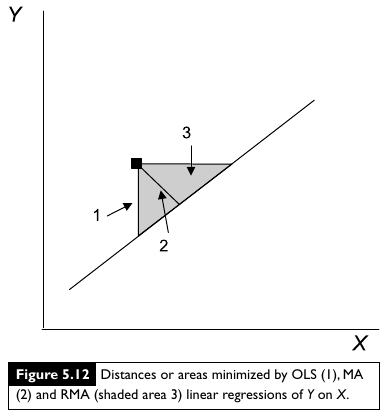 Y
3
1
2
X
Figure 5.12 Distances or areas minimized by OLS (1), MA
(2) and RMA (shaded area 3) linear regressions of Y on X.